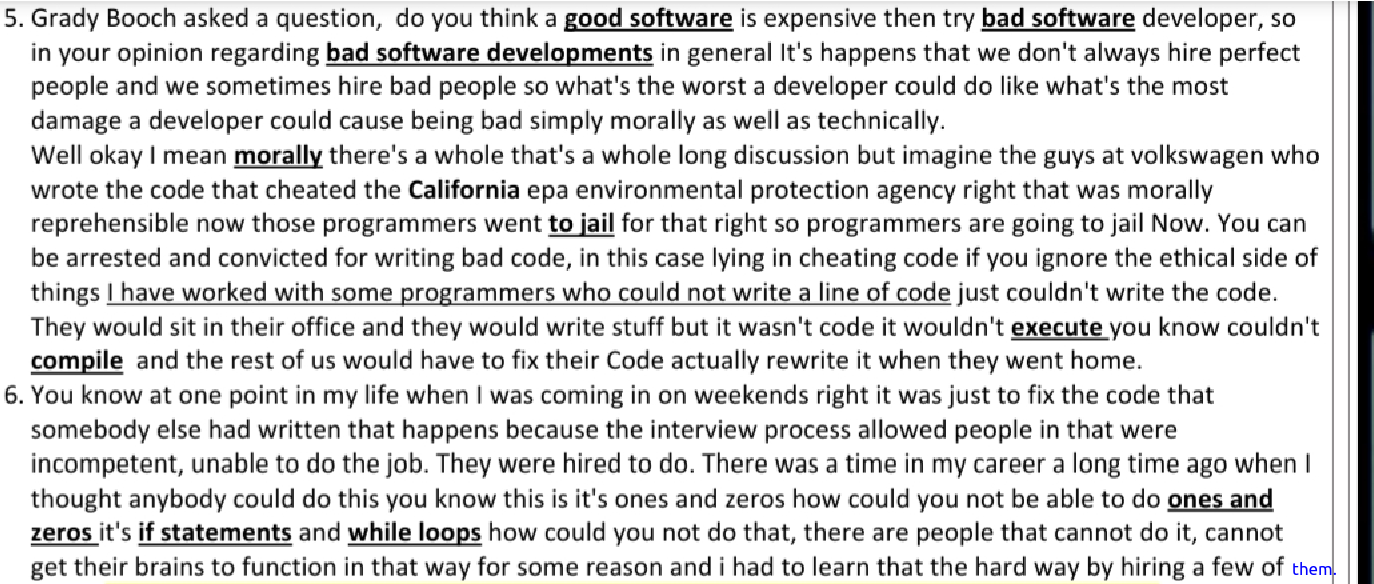 5. Grady Booch asked a question, do you think a good software is expensive then try bad software developer, so
in your opinion regarding bad software developments in general It's happens that we don't always hire perfect
people and we sometimes hire bad people so what's the worst a developer could do like what's the most
damage a developer could cause being bad simply morally as well as technically.
Well okay I mean morally there's a whole that's a whole long discussion but imagine the guys at volkswagen who
wrote the code that cheated the California epa environmental protection agency right that was morally
reprehensible now those programmers went to jail for that right so programmers are going to jail Now. You can
be arrested and convicted for writing bad code, in this case lying in cheating code if you ignore the ethical side of
things I have worked with some programmers who could not write a line of code just couldn't write the code.
They would sit in their office and they would write stuff but it wasn't code it wouldn't execute you know couldn't
compile and the rest of us would have to fix their Code actually rewrite it when they went home.
6. You know at one point in my life when I was coming in on weekends right it was just to fix the code that
somebody else had written that happens because the interview process allowed people in that were
incompetent, unable to do the job. They were hired to do. There was a time in my career a long time ago when I
thought anybody could do this you know this is it's ones and zeros how could you not be able to do ones and
zeros it's if statements and while loops how could you not do that, there are people that cannot do it, cannot
get their brains to function in that way for some reason and i had to learn that the hard way by hiring a few of them.